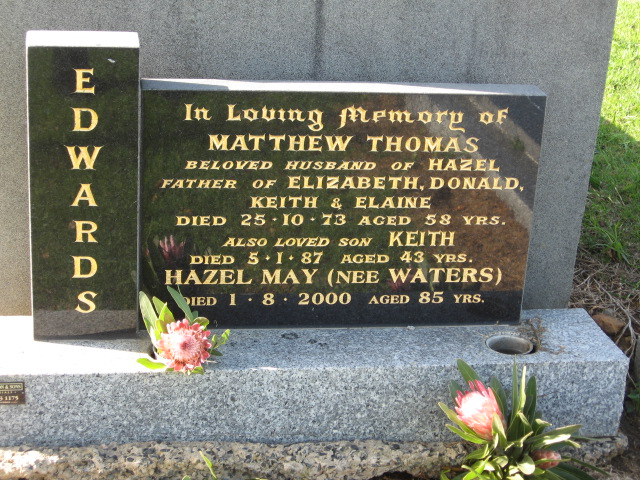 EDWARDS
In Loving Memory of
MATTHEW THOMAS
BELOVED HUSBAND OF HAZEL
FATHER OF ELIZABETH, DONALD,
KEITH & ELAINE
DIED 25·10·73 AGED 58 YRS.
ALSO LOVED SON KEITH
DIED 5·1·87 AGED 43 YRS.
HAZEL MAY (NEE WATERS)
DIED 1·8·2000 AGED 85 YRS.
& SONS
1175